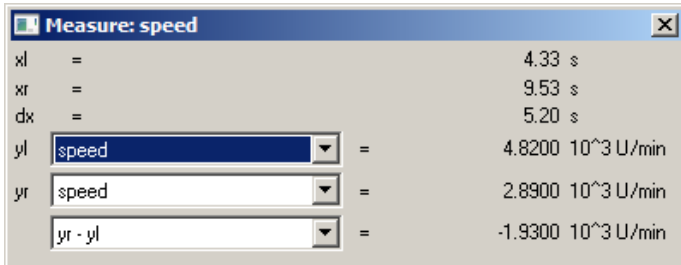 Measure: speed
xl = 4.33 s
xr = 9.53 s
dx = 5.20 s
yl speed = 4.8200 10^3 U/min
yr speed = 2.8900 10^3 U/min
yr - yl = -1.9300 10^3 U/min